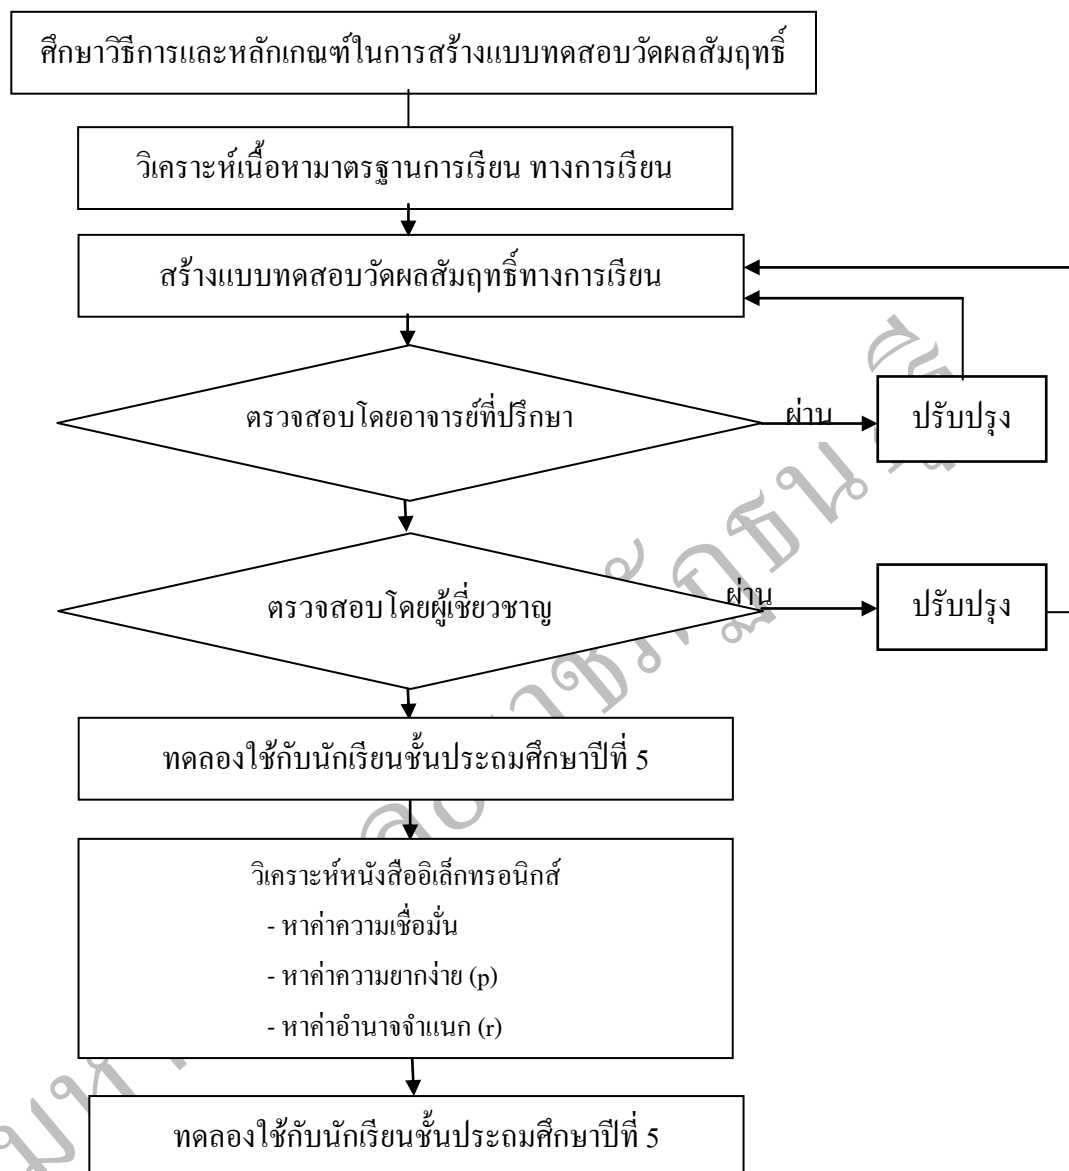 ศึกษาวิธีการและหลักเกณฑ์ในการสร้างแบบทดสอบวัดผลสัมฤทธิ์
วิเคราะห์เนื้อหามาตรฐานการเรียน ทางการเรียน
สร้างแบบทดสอบวัดผลสัมฤทธิ์ทางการเรียน
ตรวจสอบโดยอาจารย์ที่ปรึกษา
ผ่าน
ปรับปรุง
ตรวจสอบโดยผู้เชี่ยวชาญ
ผ่าน
ปรับปรุง
ทดลองใช้กับนักเรียนชั้นประถมศึกษาปีที่ 5
วิเคราะห์หนังสืออิเล็กทรอนิกส์
- หาค่าความเชื่อมั่น
- หาค่าความยากง่าย (p)
- หาค่าอำนาจจำแนก (r)
ทดลองใช้กับนักเรียนชั้นประถมศึกษาปีที่ 5